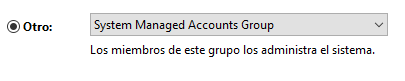 Otro: System Managed Accounts Group
Los miembros de este grupo los administra el sistema.